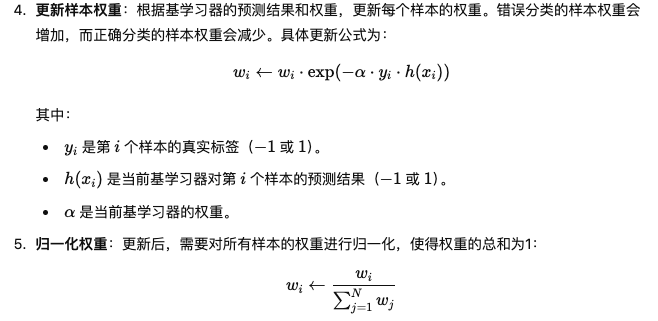 4. 更新样本权重：根据基学习器的预测结果和权重，更新每个样本的权重。错误分类的样本权重会
增加，而正确分类的样本权重会减少。具体更新公式为：
w_i ← w_i · exp(−α · y_i · h(x_i))
其中：
• y_i 是第 i 个样本的真实标签（−1 或 1）。
• h(x_i) 是当前基学习器对第 i 个样本的预测结果（−1 或 1）。
• α 是当前基学习器的权重。
5. 归一化权重：更新后，需要对所有样本的权重进行归一化，使得权重的总和为1：
w_i ← \frac{w_i}{\sum_{j=1}^{N} w_j}